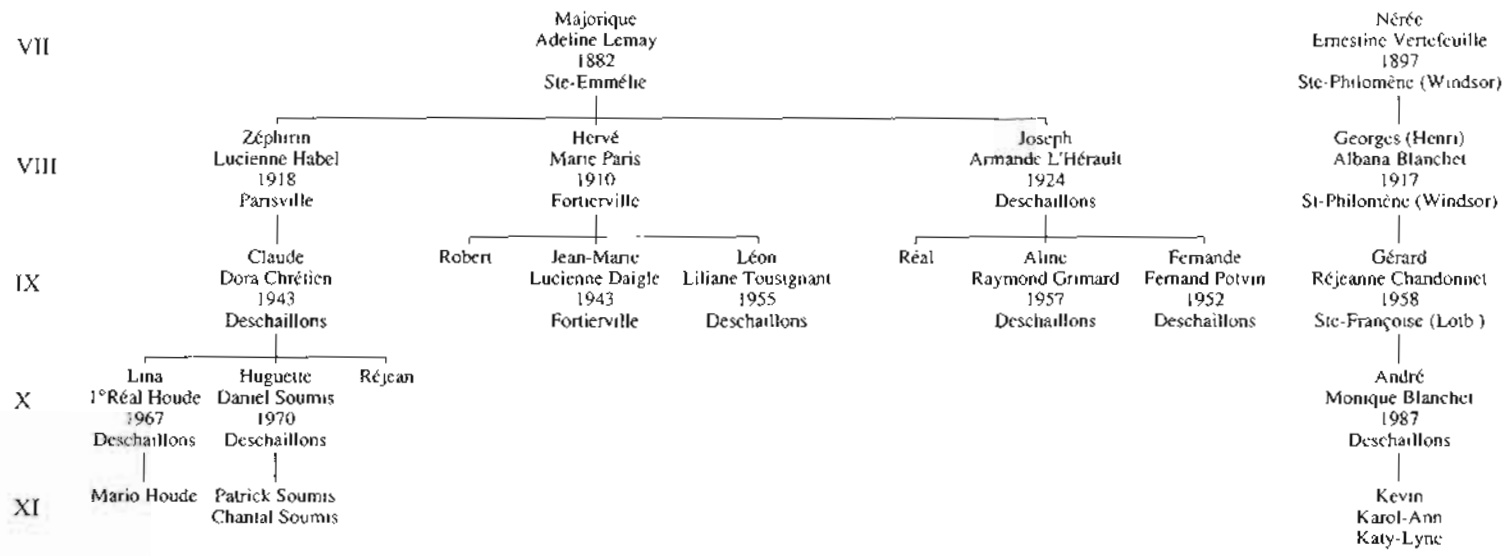 VII
Majorique
Adeline Lemay
1882
Ste-Emmélie
Nérée
Ernestine Vertefeuille
1897
Ste-Philomène (Windsor)
VIII
Zéphirin
Lucienne Habel
1918
Parisville
Hervé
Marie Paris
1910
Fortierville
Joseph
Armande L'Hérault
1924
Deschaillons
Georges (Henri)
Albana Blanchet
1917
St-Philomène (Windsor)
IX
Claude
Dora Chrétien
1943
Deschaillons
Robert
Jean-Marie
Lucienne Daigle
1943
Fortierville
Léon
Liliane Tousignant
1955
Deschaillons
Réal
Aline
Raymond Grimard
1957
Deschaillons
Fernande
Fernand Potvin
1952
Deschaillons
Gérard
Réjeanne Chandonnet
1958
Ste-Françoise (Lotb )
X
Lina
1°Réal Houde
1967
Deschaillons
Huguette
Daniel Soumis
1970
Deschaillons
Réjean
André
Monique Blanchet
1987
Deschaillons
XI
Mario Houde
Patrick Soumis
Chantal Soumis
Kevin
Karol-Ann
Katy-Lyne